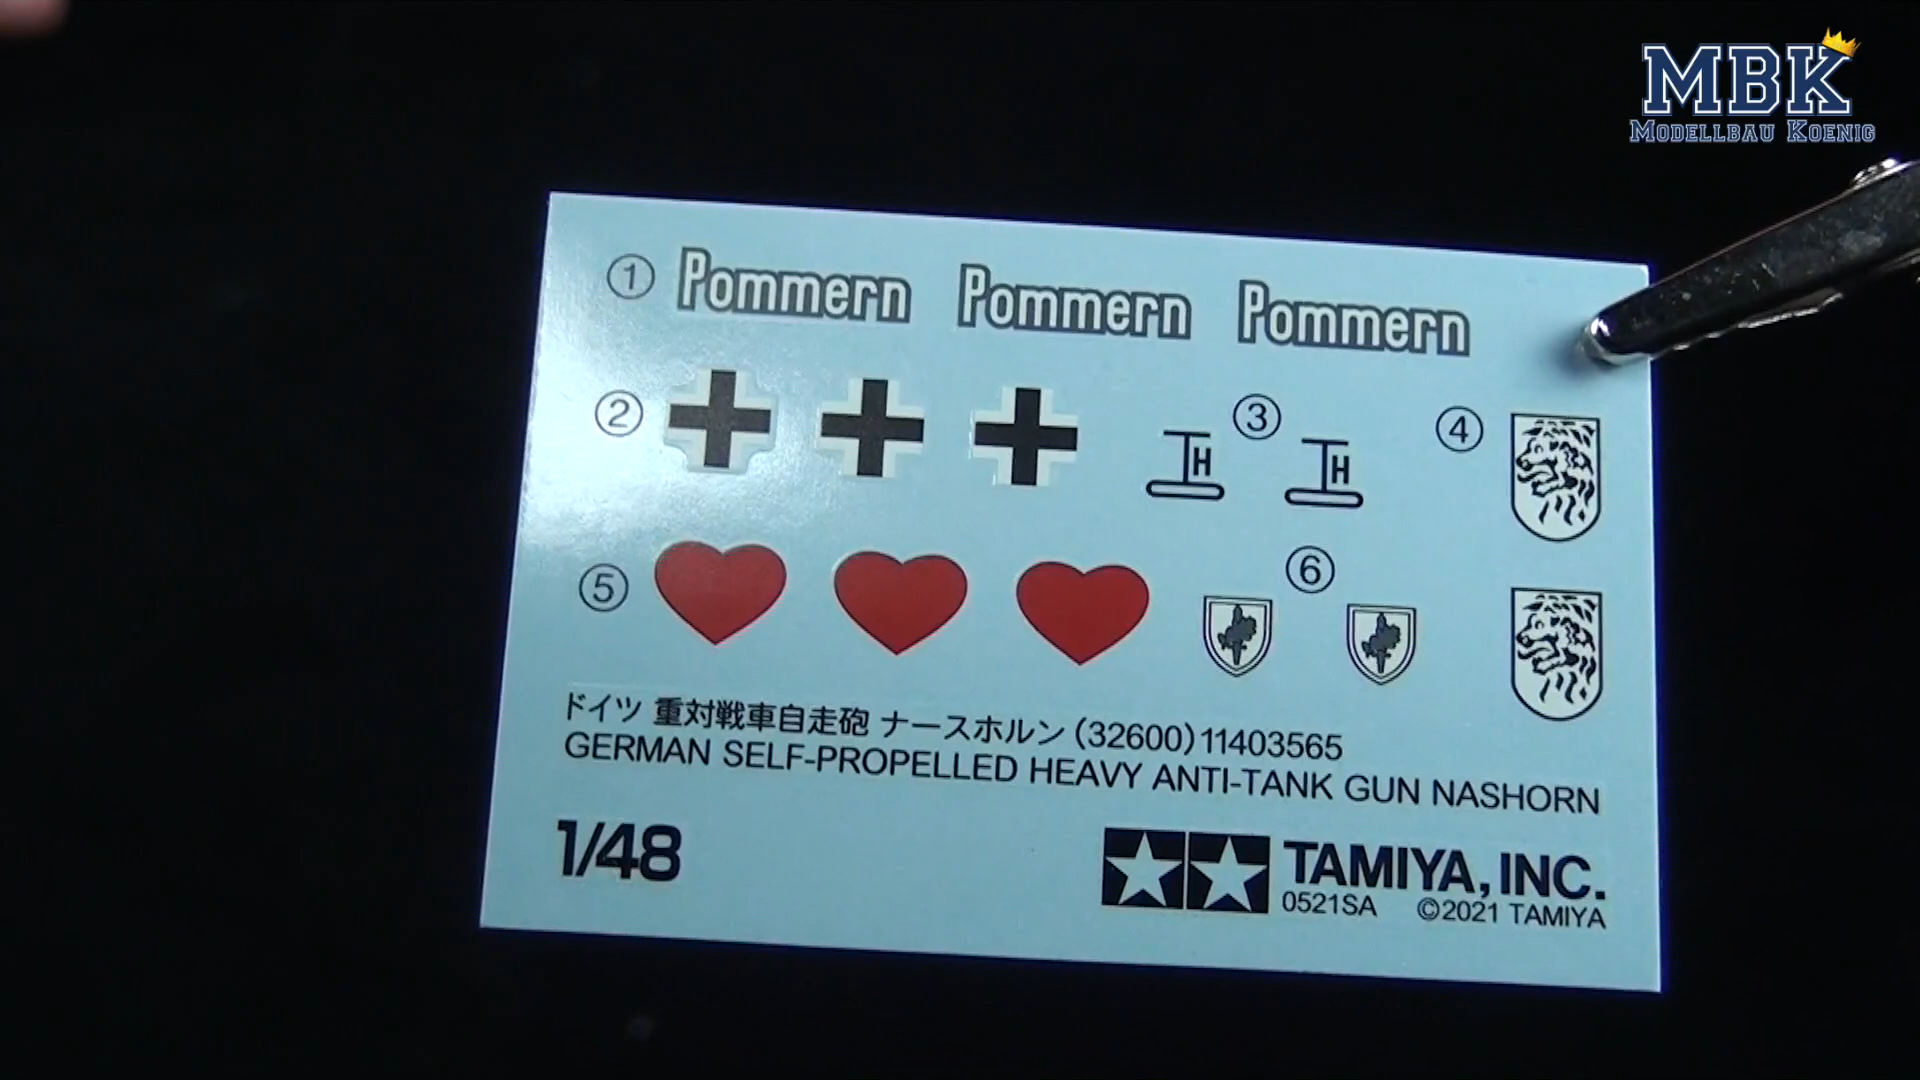 MBK
MODELLBAU KOENIG
① Pommern Pommern Pommern
② ③ H H ④
⑤ ⑥
ドイツ 重対戦車自走砲 ナースホルン (32600) 11403565
GERMAN SELF-PROPELLED HEAVY ANTI-TANK GUN NASHORN
1/48
TAMIYA, INC.
0521SA ©2021 TAMIYA